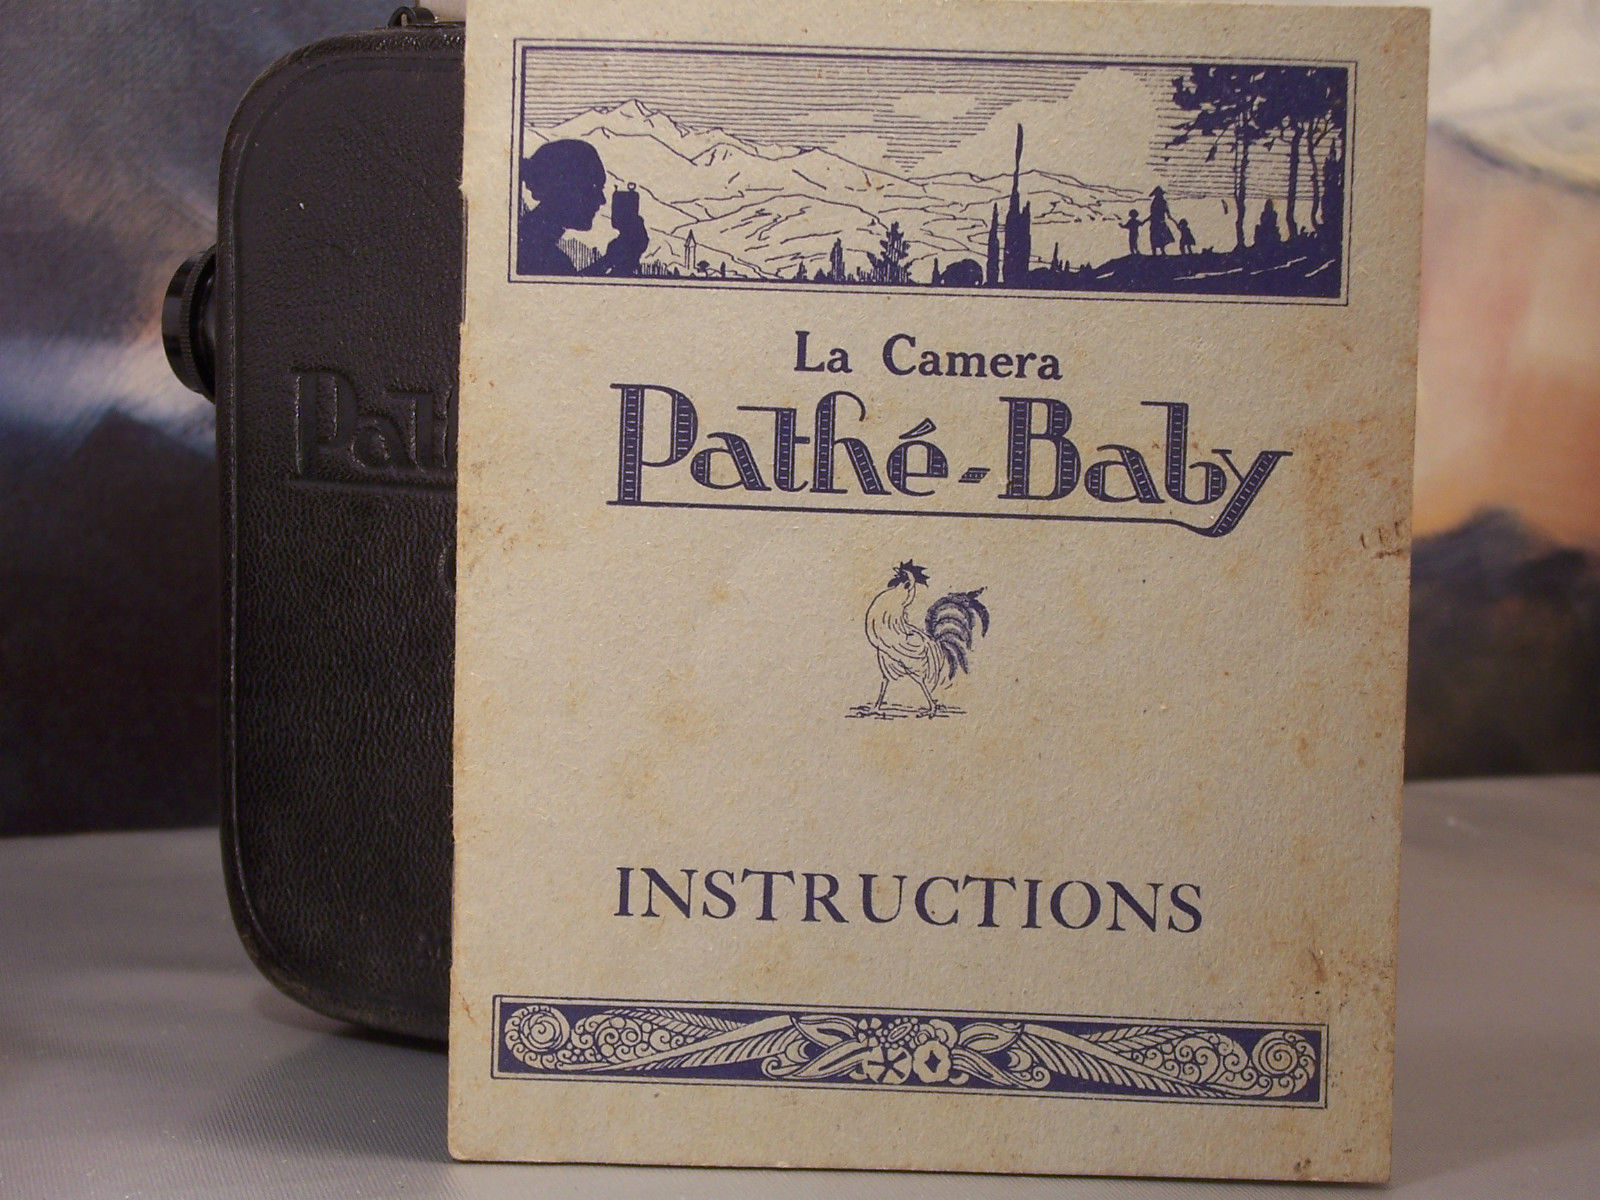 La Camera
Pathé-Baby
INSTRUCTIONS